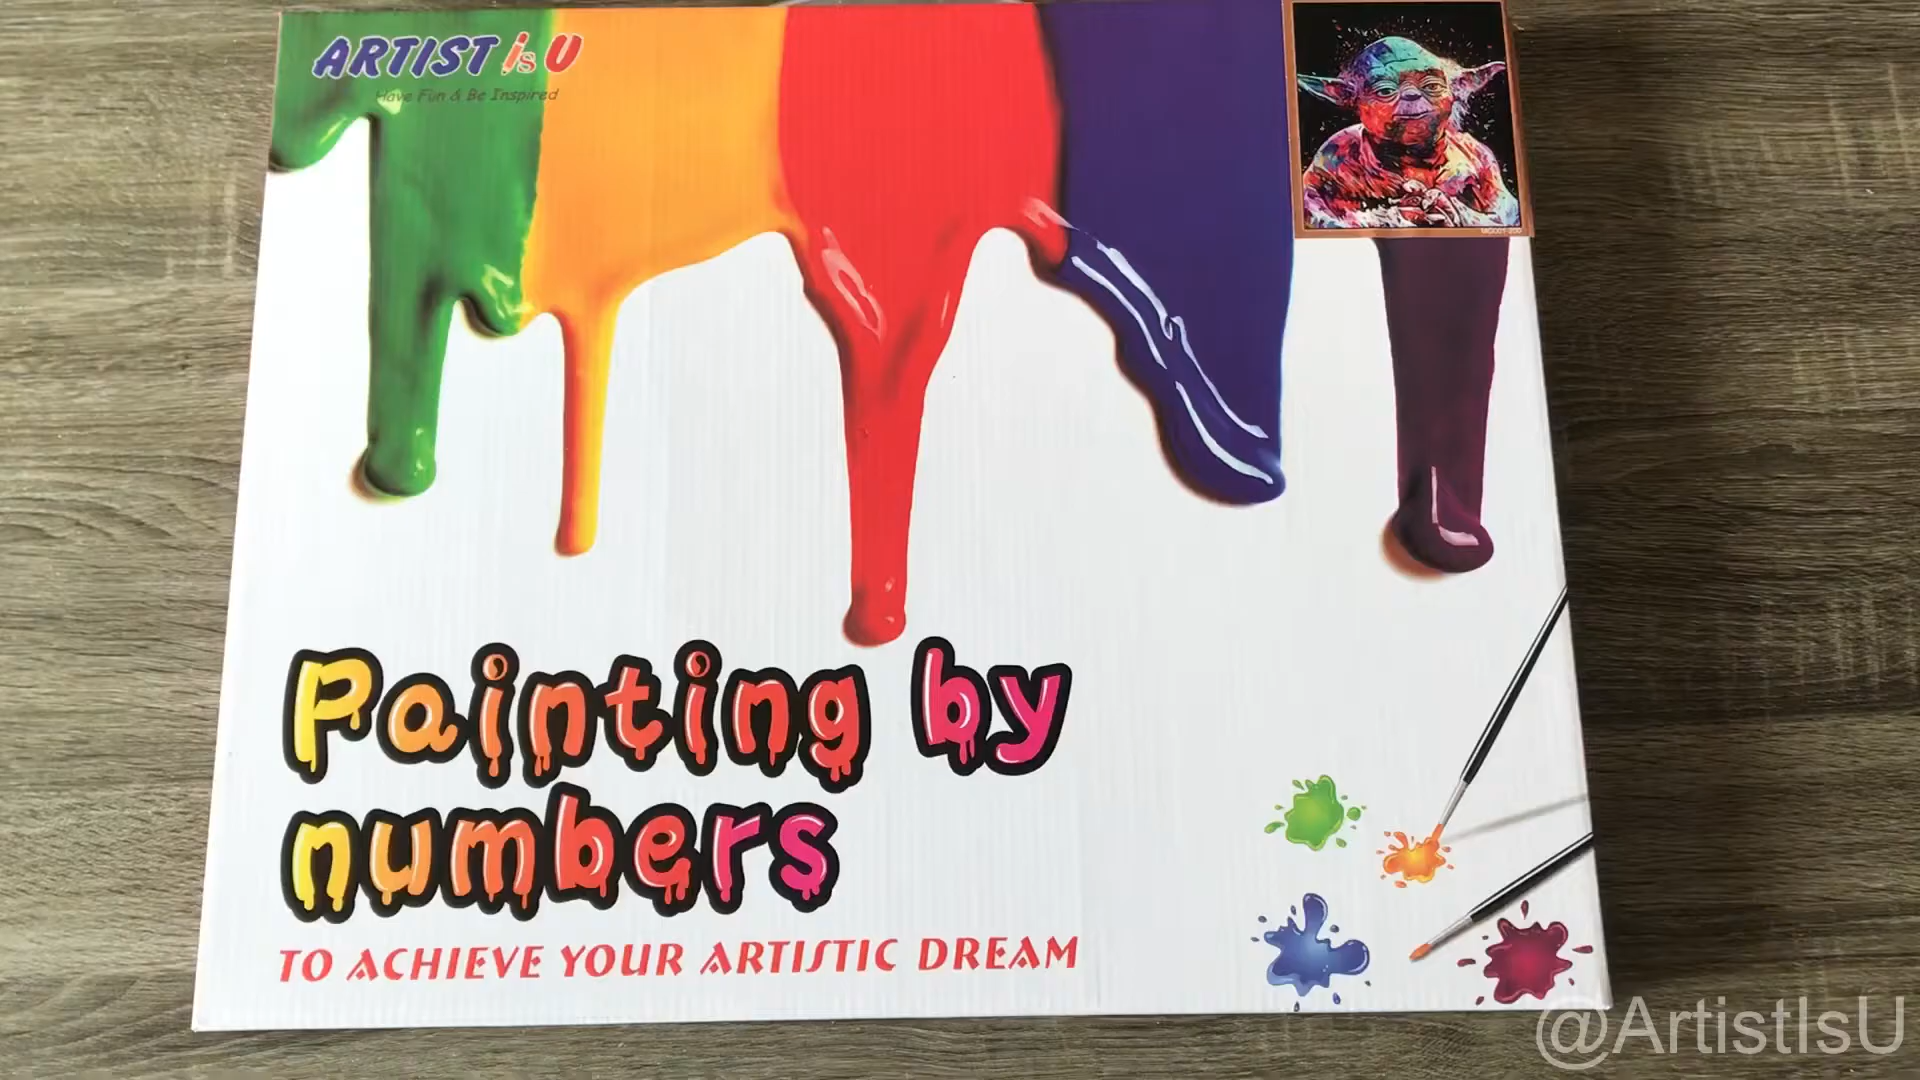 ARTIST is U
Have Fun & Be Inspired
Painting by
numbers
TO ACHIEVE YOUR ARTISTIC DREAM
@ArtistIsU